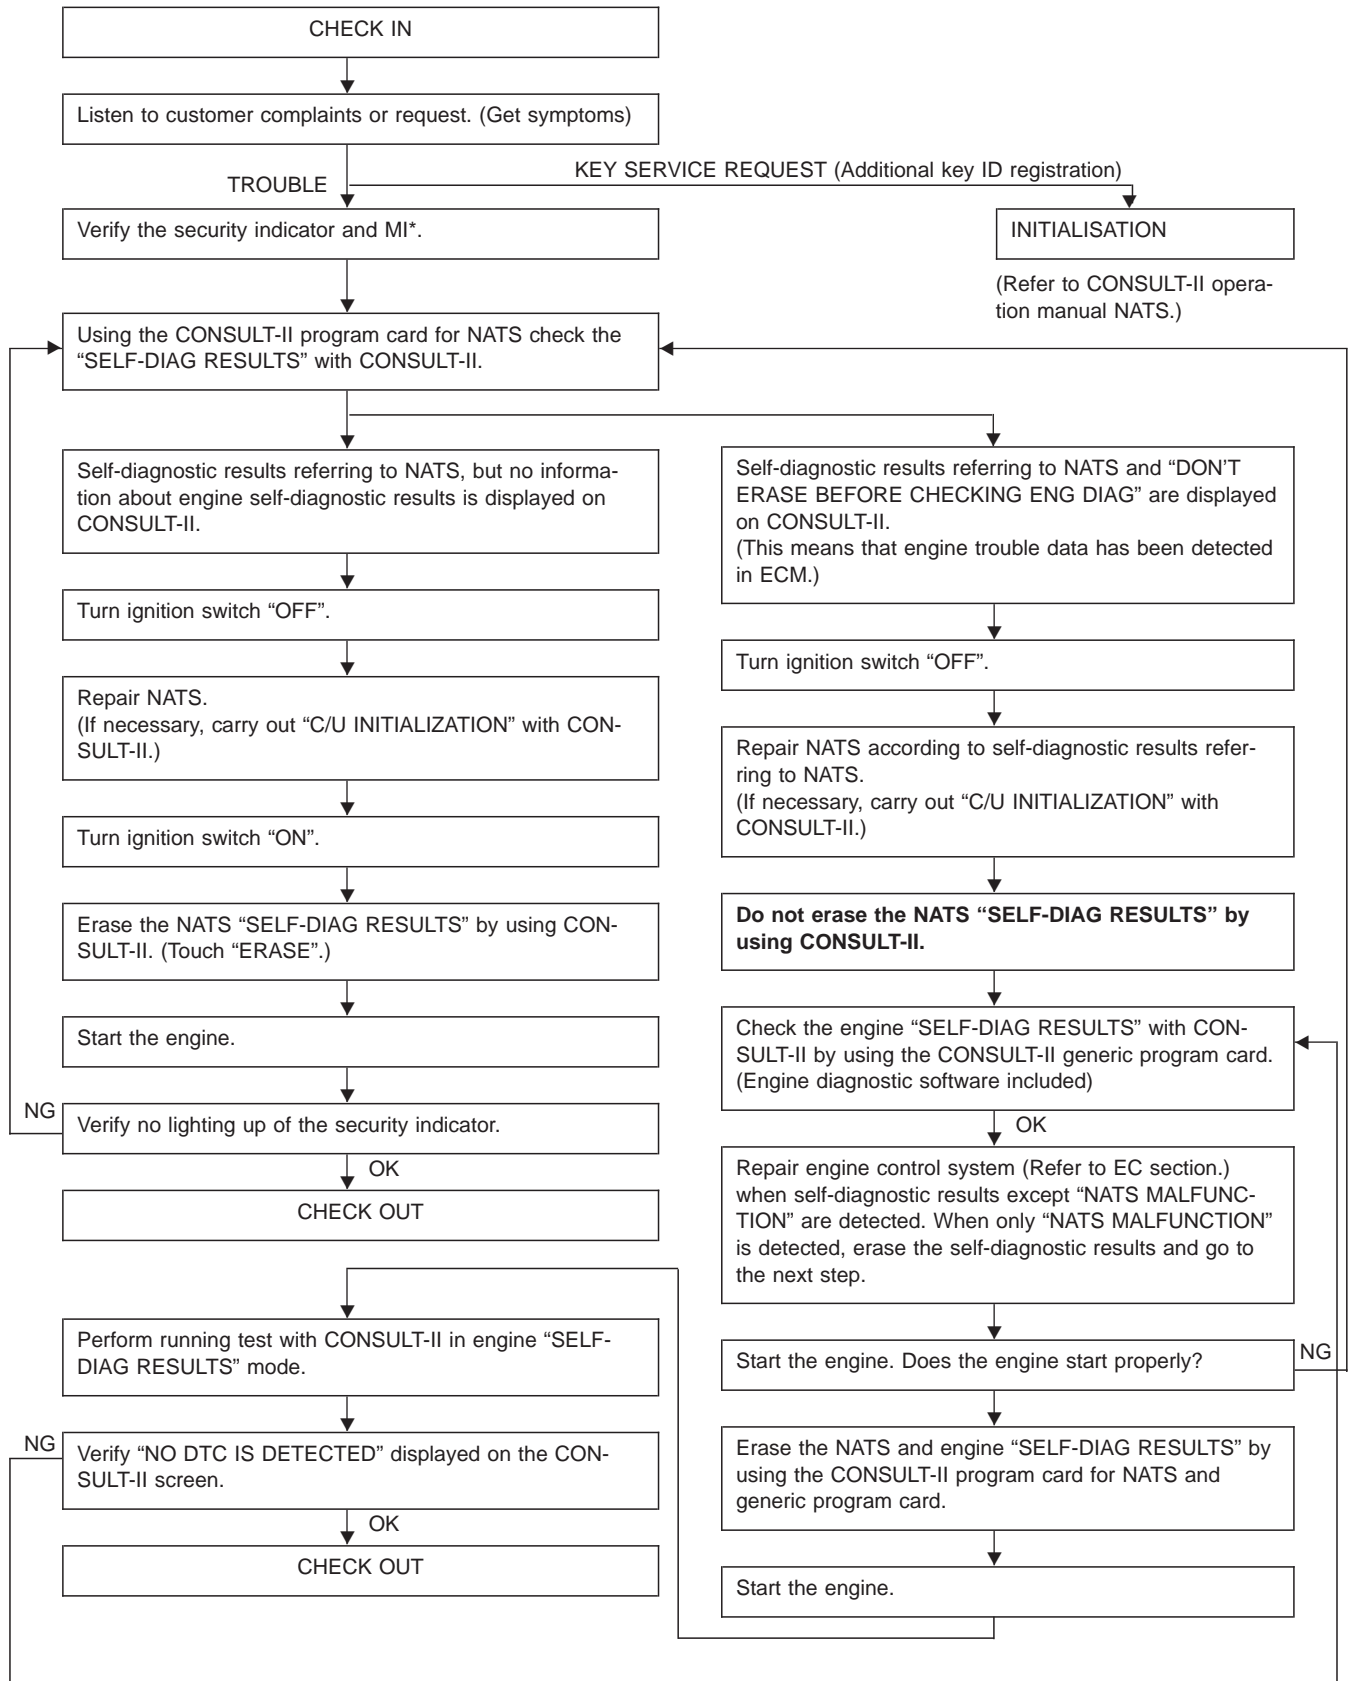 CHECK IN
Listen to customer complaints or request. (Get symptoms)
KEY SERVICE REQUEST (Additional key ID registration)
TROUBLE
Verify the security indicator and MI*.
INITIALISATION
(Refer to CONSULT-II opera-
tion manual NATS.)
Using the CONSULT-II program card for NATS check the
“SELF-DIAG RESULTS” with CONSULT-II.
Self-diagnostic results referring to NATS, but no informa-
tion about engine self-diagnostic results is displayed on
CONSULT-II.
Turn ignition switch “OFF”.
Repair NATS.
(If necessary, carry out “C/U INITIALIZATION” with CON-
SULT-II.)
Turn ignition switch “ON”.
Erase the NATS “SELF-DIAG RESULTS” by using CON-
SULT-II. (Touch “ERASE”.)
Start the engine.
NG
Verify no lighting up of the security indicator.
OK
CHECK OUT
Self-diagnostic results referring to NATS and “DON’T
ERASE BEFORE CHECKING ENG DIAG” are displayed
on CONSULT-II.
(This means that engine trouble data has been detected
in ECM.)
Turn ignition switch “OFF”.
Repair NATS according to self-diagnostic results refer-
ring to NATS.
(If necessary, carry out “C/U INITIALIZATION” with
CONSULT-II.)
Do not erase the NATS “SELF-DIAG RESULTS” by
using CONSULT-II.
Check the engine “SELF-DIAG RESULTS” with CON-
SULT-II by using the CONSULT-II generic program card.
(Engine diagnostic software included)
OK
Repair engine control system (Refer to EC section.)
when self-diagnostic results except “NATS MALFUNC-
TION” are detected. When only “NATS MALFUNCTION”
is detected, erase the self-diagnostic results and go to
the next step.
Start the engine. Does the engine start properly?
NG
Erase the NATS and engine “SELF-DIAG RESULTS” by
using the CONSULT-II program card for NATS and
generic program card.
Start the engine.
Perform running test with CONSULT-II in engine “SELF-
DIAG RESULTS” mode.
NG
Verify “NO DTC IS DETECTED” displayed on the CON-
SULT-II screen.
OK
CHECK OUT